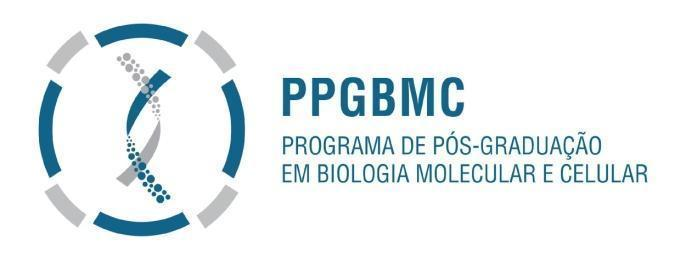 PPGBMC
PROGRAMA DE PÓS-GRADUAÇÃO
EM BIOLOGIA MOLECULAR E CELULAR